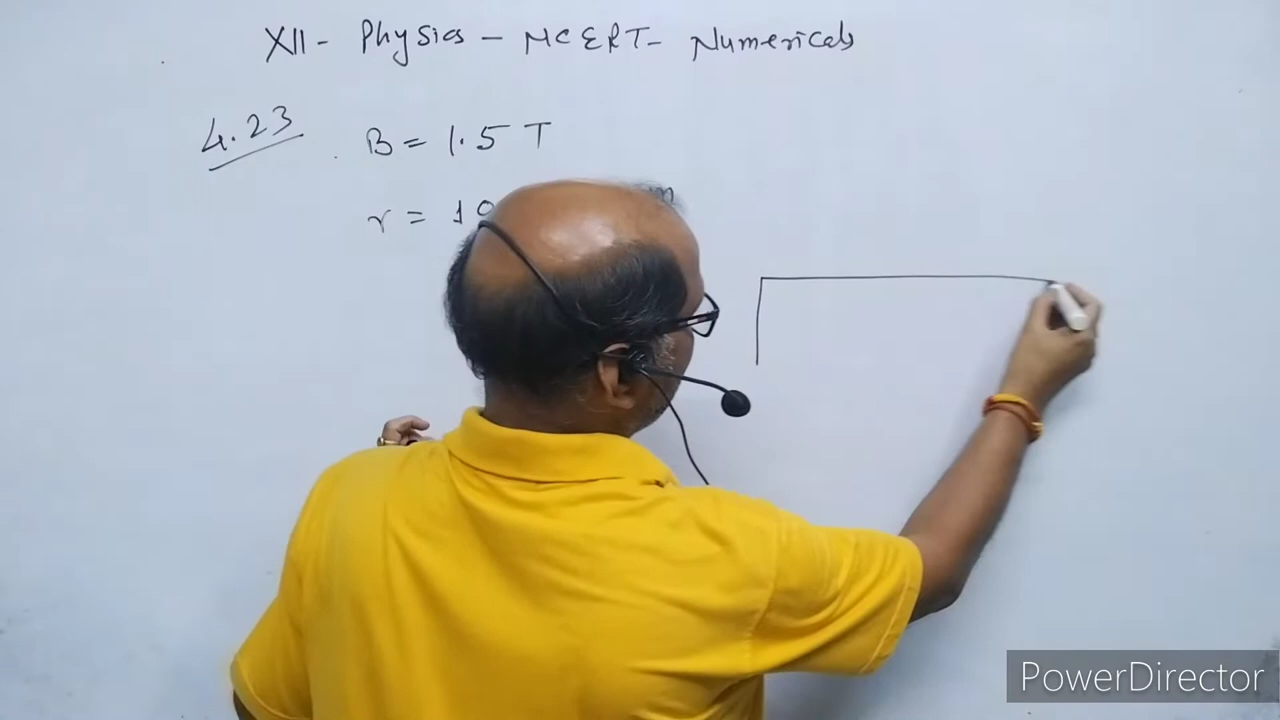 XII - Physics - NCERT - Numericals
4.23 B = 1.5 T
r = 10
PowerDirector